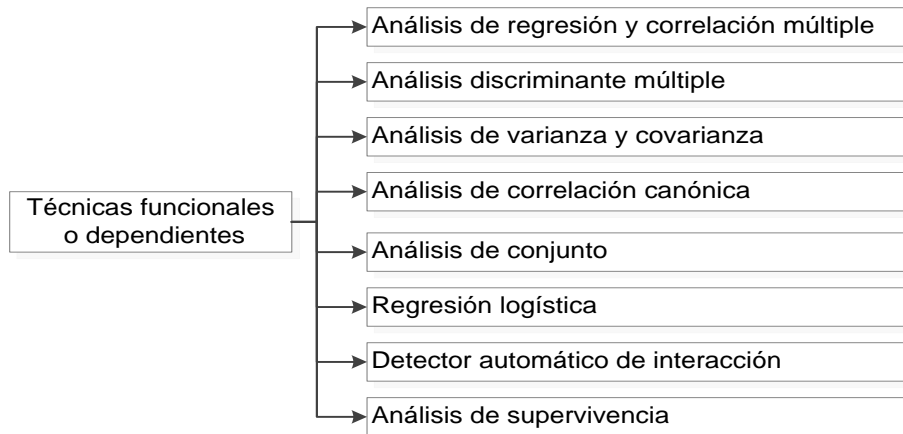 Técnicas funcionales
o dependientes
Análisis de regresión y correlación múltiple
Análisis discriminante múltiple
Análisis de varianza y covarianza
Análisis de correlación canónica
Análisis de conjunto
Regresión logística
Detector automático de interacción
Análisis de supervivencia